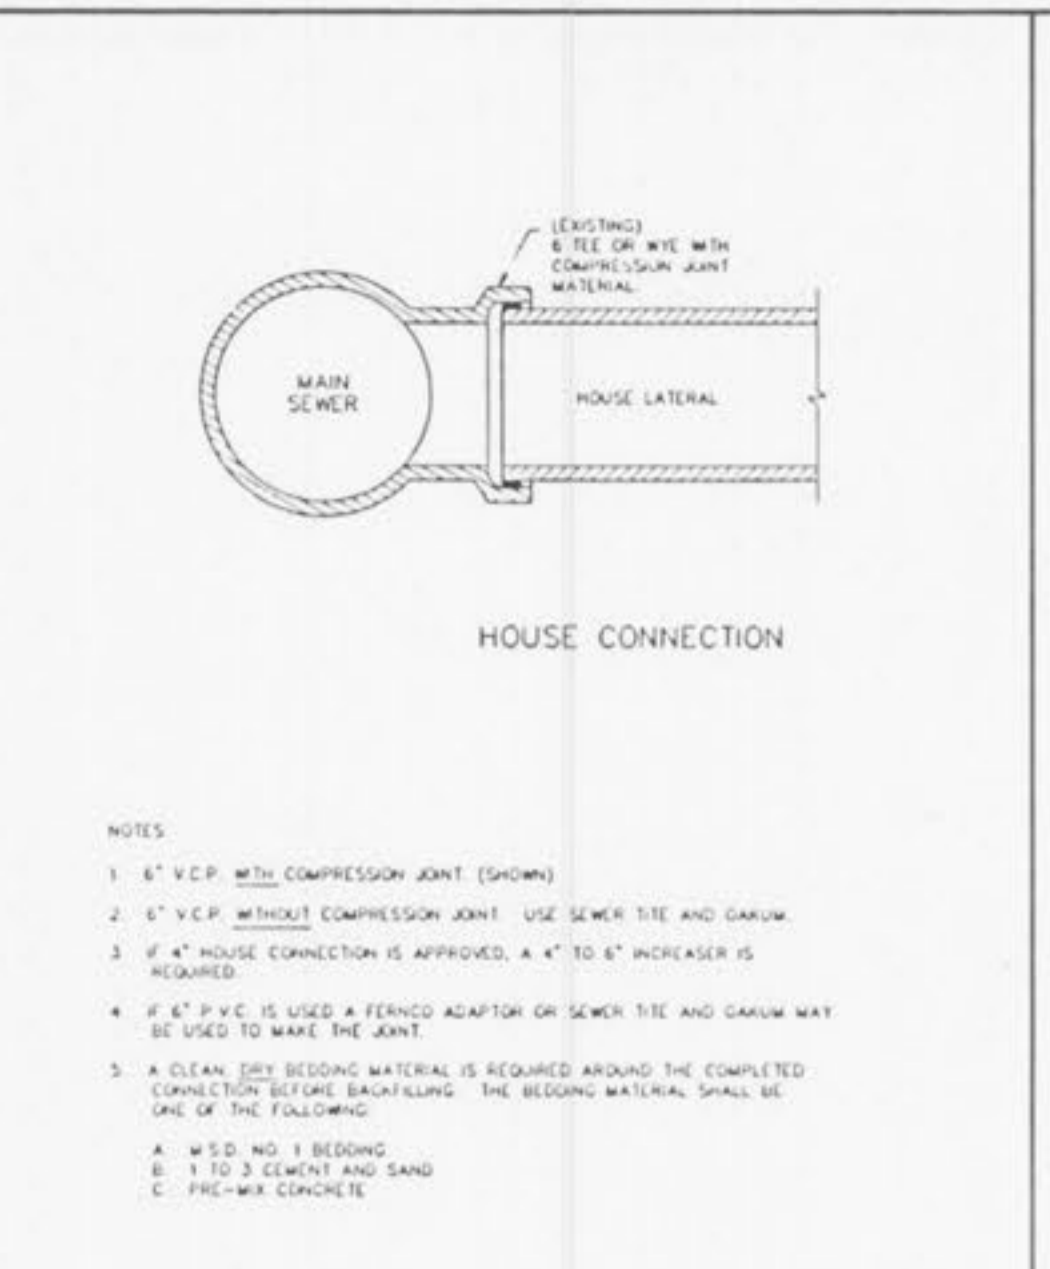 (EXISTING)
6 TEE OR WYE WITH
COMPRESSION JOINT
MATERIAL.
MAIN
SEWER
HOUSE LATERAL
HOUSE CONNECTION
NOTES
1. 6" V.C.P. WITH COMPRESSION JOINT. (SHOWN)
2. 6" V.C.P. WITHOUT COMPRESSION JOINT. USE SEWER TITE AND OAKUM.
3. IF 4" HOUSE CONNECTION IS APPROVED, A 4" TO 6" INCREASER IS
REQUIRED.
4. IF 6" P.V.C. IS USED A FERNCO ADAPTOR OR SEWER TITE AND OAKUM MAY
BE USED TO MAKE THE JOINT.
5. A CLEAN, DRY BEDDING MATERIAL IS REQUIRED AROUND THE COMPLETED
CONNECTION BEFORE BACKFILLING. THE BEDDING MATERIAL SHALL BE
ONE OF THE FOLLOWING:
A. M.S.D. NO. 1 BEDDING
B. 1 TO 3 CEMENT AND SAND
C. PRE-MIX CONCRETE